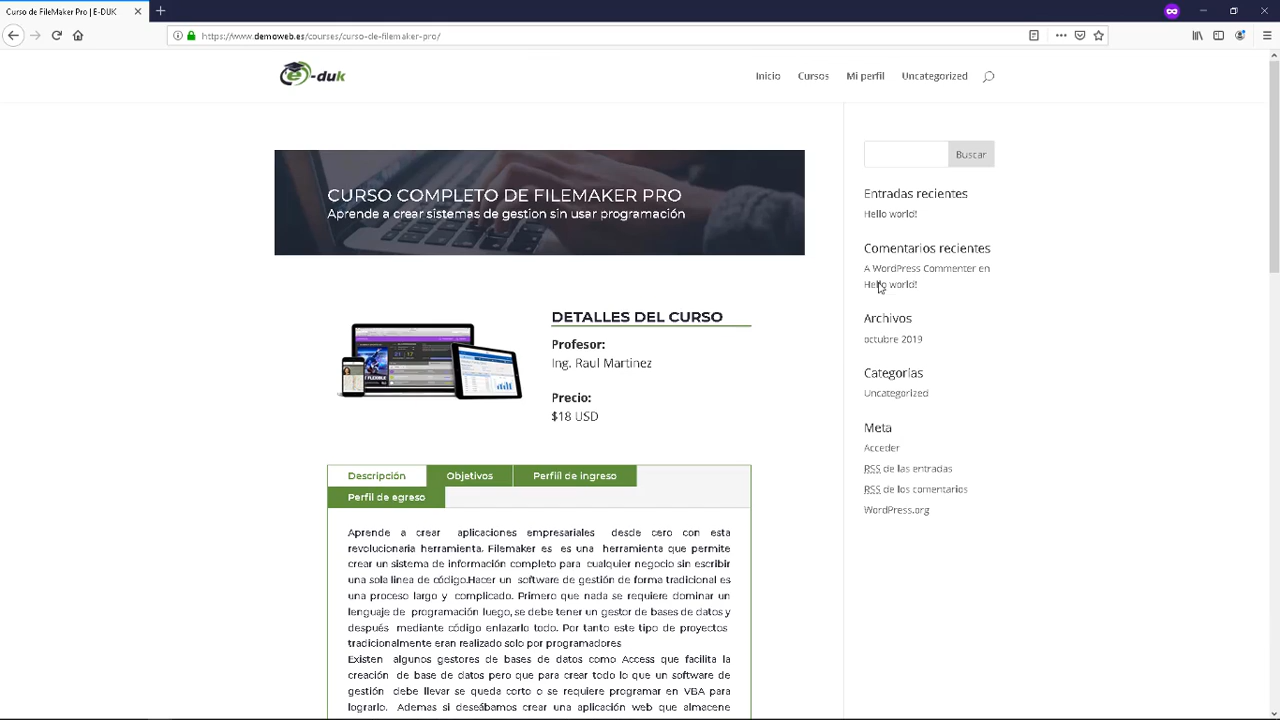 Curso de FileMaker Pro | E-DUK
https://www.demoweb.es/courses/curso-de-filemaker-pro/
e-duk
Inicio
Cursos
Mi perfil
Uncategorized
CURSO COMPLETO DE FILEMAKER PRO
Aprende a crear sistemas de gestion sin usar programación
DETALLES DEL CURSO
Profesor:
Ing. Raul Martinez
Precio:
$18 USD
Descripción
Objetivos
Perfiíl de ingreso
Perfil de egreso
Aprende a crear aplicaciones empresariales desde cero con esta
revolucionaria herramienta. Filemaker es es una herramienta que permite
crear un sistema de información completo para cualquier negocio sin escribir
una sola linea de código.Hacer un software de gestión de forma tradicional es
una proceso largo y complicado. Primero que nada se requiere dominar un
lenguaje de programación luego, se debe tener un gestor de bases de datos y
después mediante código enlazarlo todo. Por tanto este tipo de proyectos
tradicionalmente eran realizado solo por programadores
Existen algunos gestores de bases de datos como Access que facilita la
creación de base de datos pero que para crear todo lo que un software de
gestión debe llevar se queda corto o se requiere programar en VBA para
lograrlo. Ademas si deseábamos crear una aplicación web que almacene
Buscar
Entradas recientes
Hello world!
Comentarios recientes
A WordPress Commenter en
Hello world!
Archivos
octubre 2019
Categorías
Uncategorized
Meta
Acceder
RSS de las entradas
RSS de los comentarios
WordPress.org